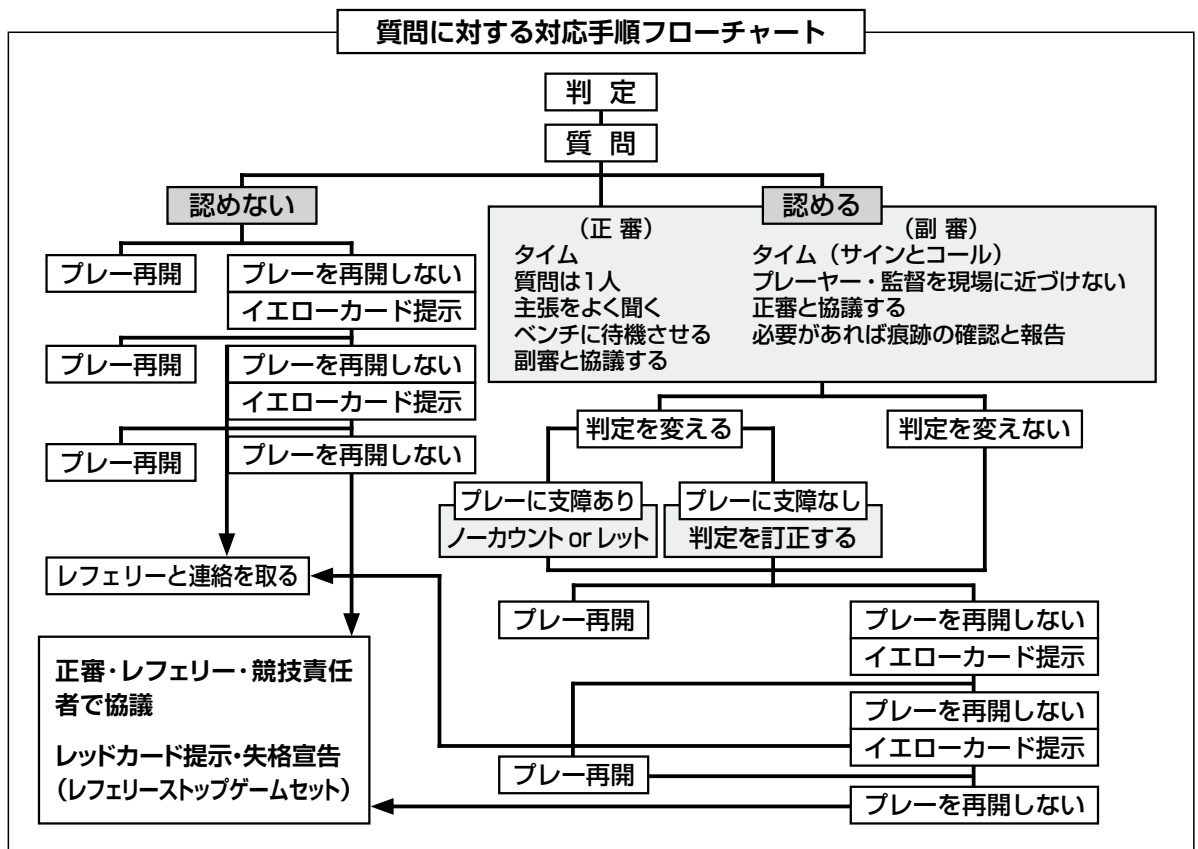 質問に対する対応手順フローチャート
判 定
質 問
認めない
認める
プレー再開
プレーを再開しない
イエローカード提示
プレー再開
プレーを再開しない
イエローカード提示
プレー再開
プレーを再開しない
レフェリーと連絡を取る
正審・レフェリー・競技責任
者で協議
レッドカード提示・失格宣告
（レフェリーストップゲームセット）
（正 審）
タイム
質問は1人
主張をよく聞く
ベンチに待機させる
副審と協議する
（副 審）
タイム（サインとコール）
プレーヤー・監督を現場に近づけない
正審と協議する
必要があれば痕跡の確認と報告
判定を変える
判定を変えない
プレーに支障あり
ノーカウント or レット
プレーに支障なし
判定を訂正する
プレー再開
プレーを再開しない
イエローカード提示
プレーを再開しない
イエローカード提示
プレー再開
プレーを再開しない